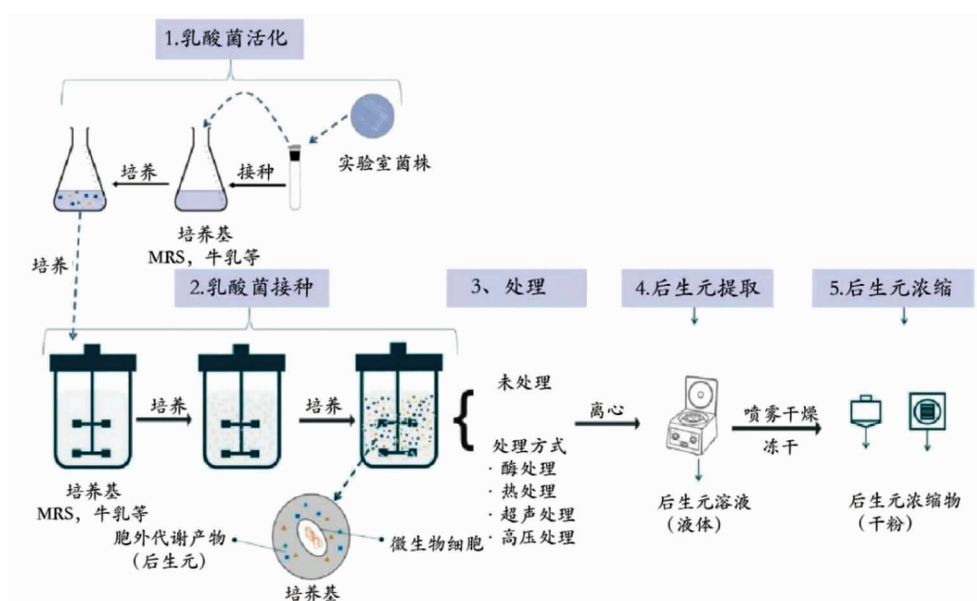 1.乳酸菌活化
实验室菌株
接种
培养
培养基
MRS，牛乳等
培养
2.乳酸菌接种
3、处理
4.后生元提取
5.后生元浓缩
培养
培养
未处理
处理方式
·酶处理
·热处理
·超声处理
·高压处理
离心
喷雾干燥
冻干
培养基
MRS，牛乳等
胞外代谢产物
（后生元）
微生物细胞
培养基
后生元溶液
（液体）
后生元浓缩物
（干粉）